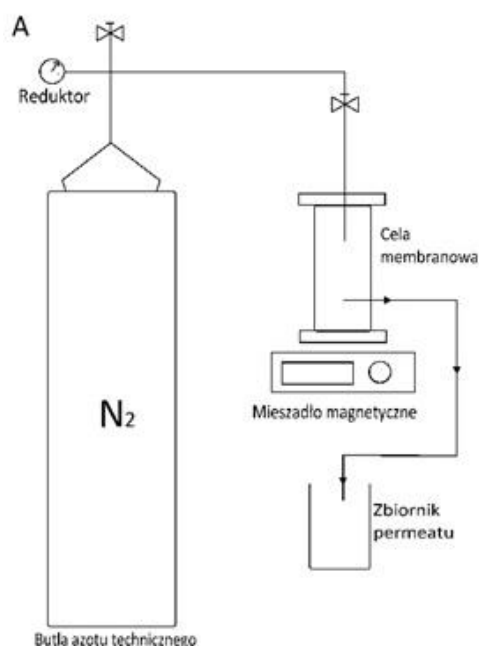 A
Reduktor
Cela
membranowa
N2
Mieszadło magnetyczne
Zbiornik
permeatu
Butla azotu technicznego